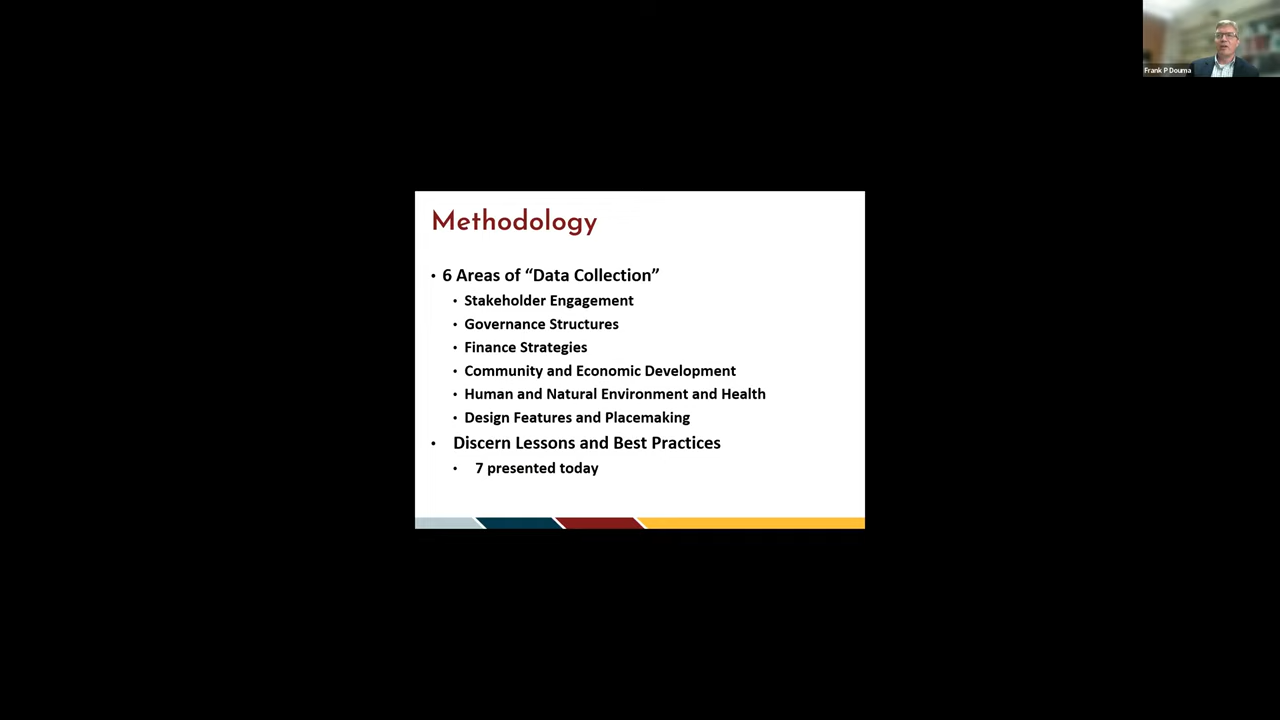 Frank P Douma
Methodology
• 6 Areas of “Data Collection”
• Stakeholder Engagement
• Governance Structures
• Finance Strategies
• Community and Economic Development
• Human and Natural Environment and Health
• Design Features and Placemaking
• Discern Lessons and Best Practices
• 7 presented today